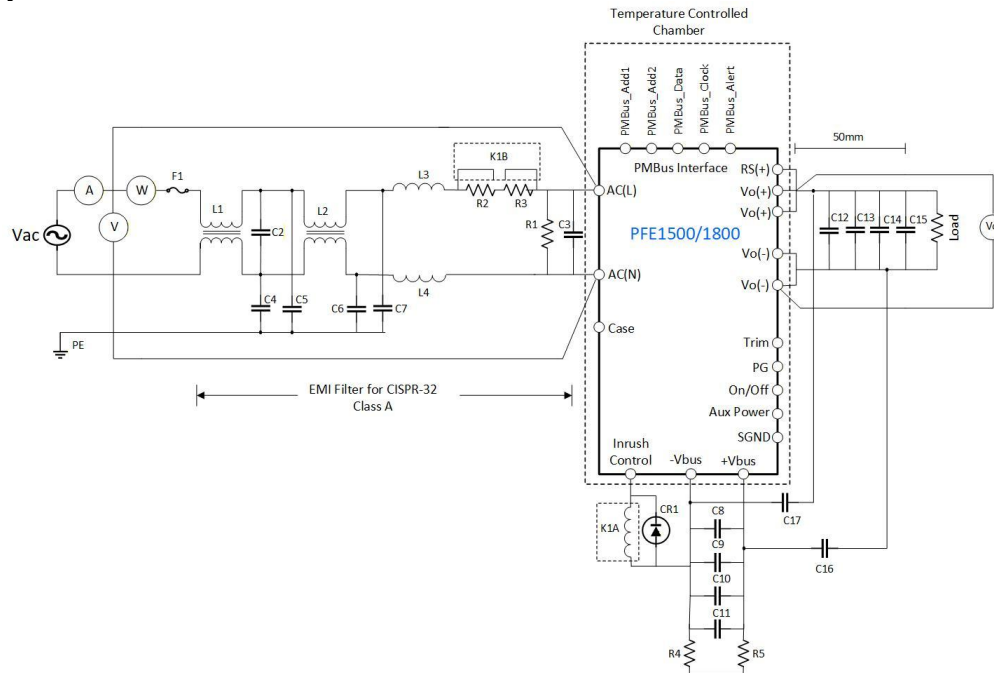 Temperature Controlled
Chamber
PMBus_Add1
PMBus_Add2
PMBus_Data
PMBus_Clock
PMBus_Alert
50mm
PMBus Interface
RS(+)
K1B
A
W
F1
L3
R2
R3
AC(L)
Vo(+)
Vo(+)
L1
L2
V
C2
R1
C3
PFE1500/1800
C12
C13
C14
C15
Load
Vac
Vo(-)
AC(N)
L4
Vo(-)
C4
C5
C6
C7
Case
PE
Trim
PG
EMI Filter for CISPR-32
Class A
On/Off
Aux Power
SGND
Inrush
Control
-Vbus
+Vbus
K1A
CR1
C8
C17
C9
C16
C10
C11
R4
R5